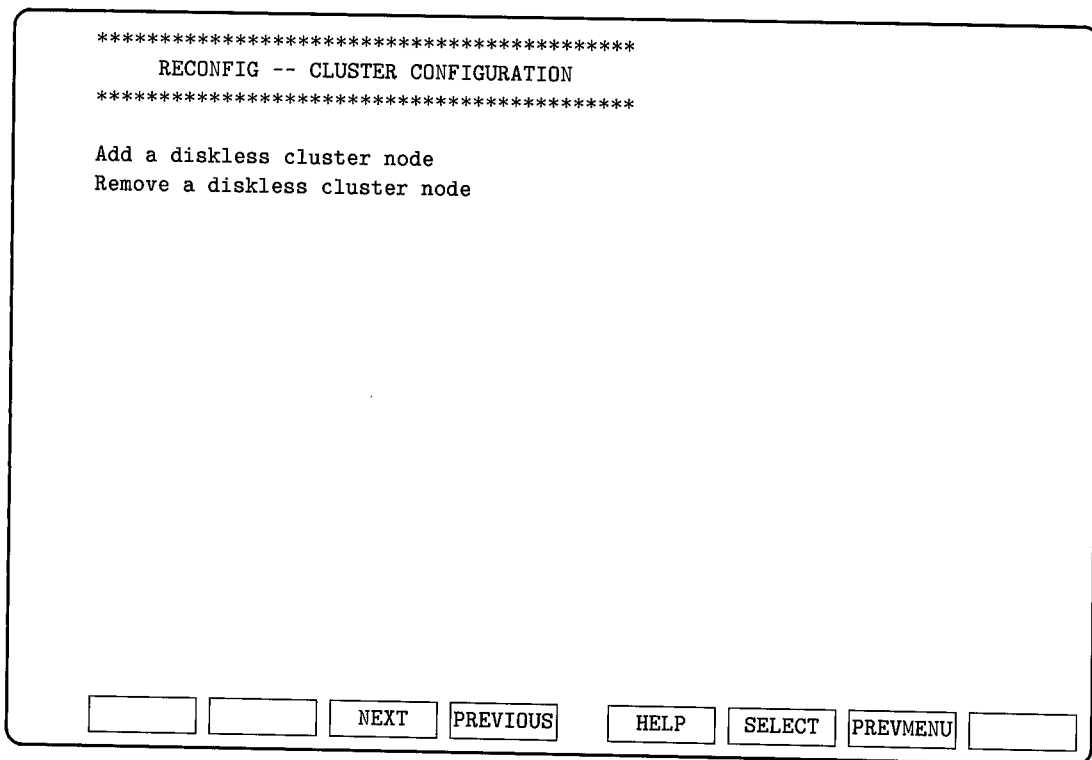 *******************************************
RECONFIG -- CLUSTER CONFIGURATION
*******************************************
Add a diskless cluster node
Remove a diskless cluster node
NEXT PREVIOUS HELP SELECT PREVMENU